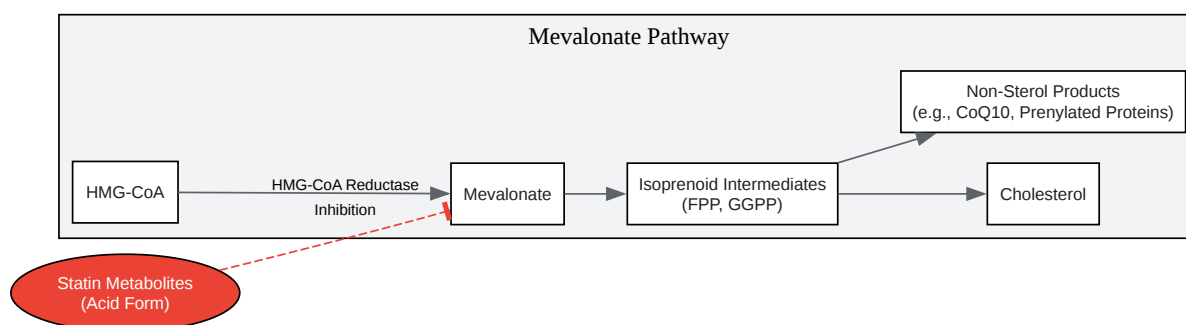 Mevalonate Pathway
Non-Sterol Products
(e.g., CoQ10, Prenylated Proteins)
HMG-CoA
HMG-CoA Reductase
Inhibition
Mevalonate
Isoprenoid Intermediates
(FPP, GGPP)
Cholesterol
Statin Metabolites
(Acid Form)